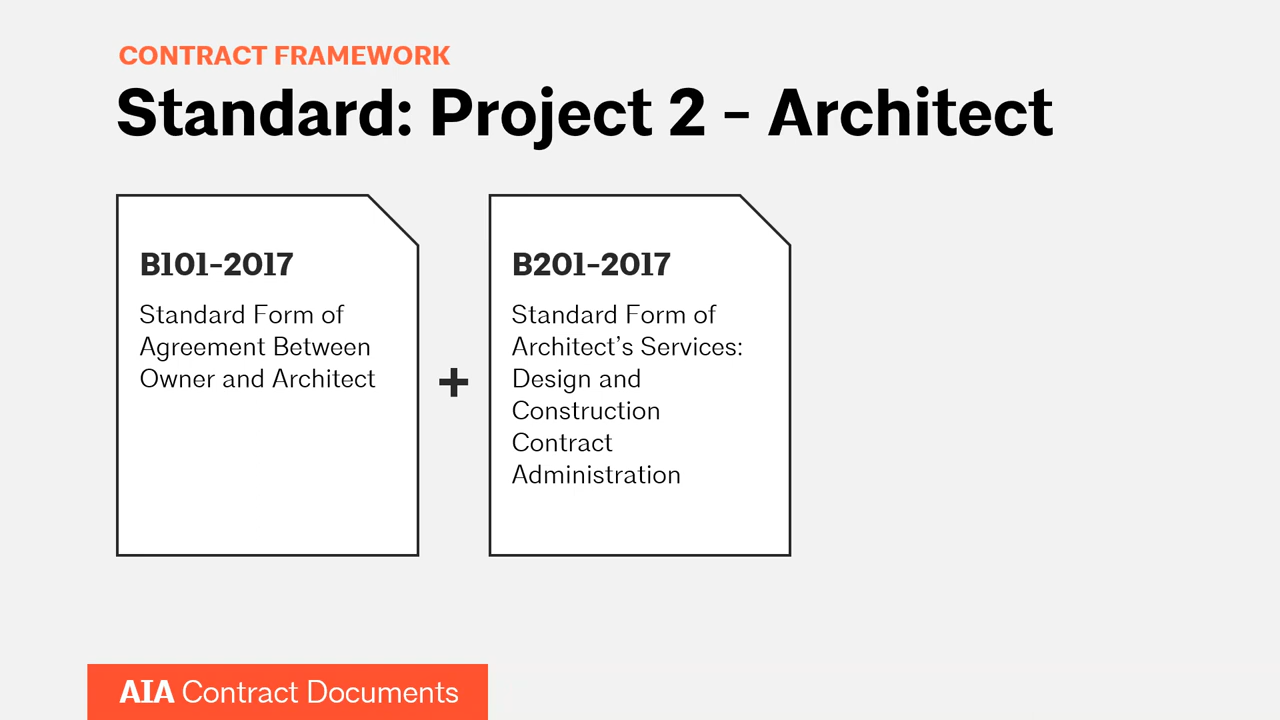 CONTRACT FRAMEWORK
Standard: Project 2 – Architect
B101–2017
Standard Form of
Agreement Between
Owner and Architect
+
B201–2017
Standard Form of
Architect’s Services:
Design and
Construction
Contract
Administration
AIA Contract Documents